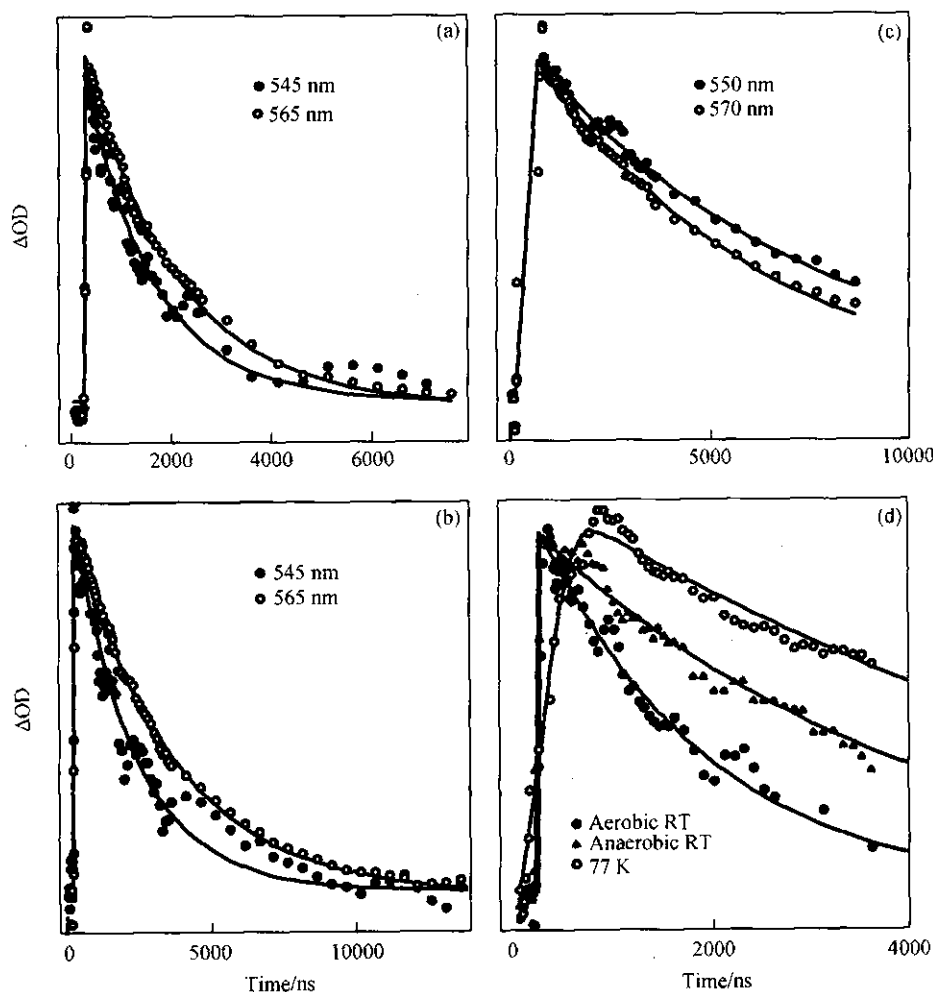 (a)
545 nm
565 nm
ΔOD
0 2000 4000 6000
(c)
550 nm
570 nm
0 5000 10000
(b)
545 nm
565 nm
ΔOD
0 5000 10000
Time/ns
(d)
Aerobic RT
Anaerobic RT
77 K
0 2000 4000
Time/ns